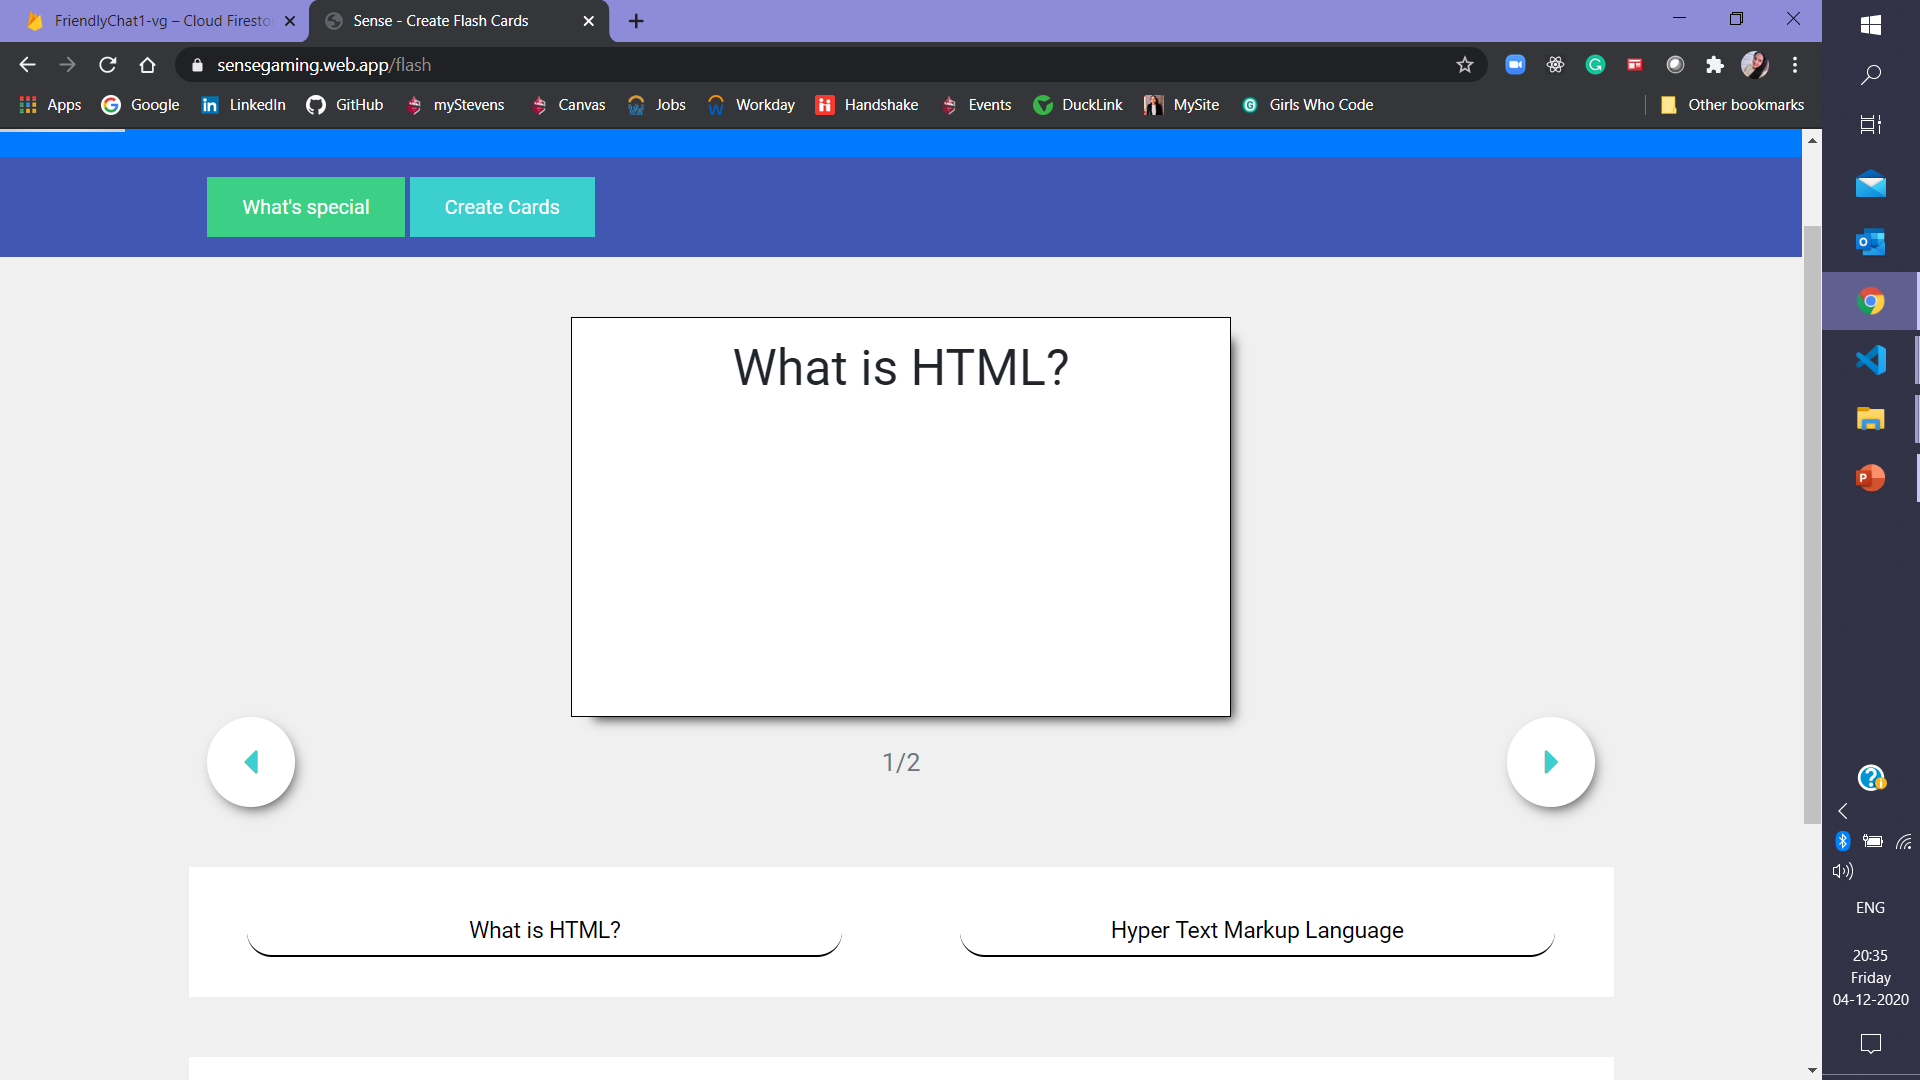 FriendlyChat1-vg – Cloud Firesto
Sense - Create Flash Cards
sensegaming.web.app/flash
Apps Google LinkedIn GitHub myStevens Canvas Jobs Workday Handshake Events DuckLink MySite Girls Who Code Other bookmarks
What's special Create Cards
What is HTML?
1/2
What is HTML? Hyper Text Markup Language
ENG
20:35
Friday
04-12-2020